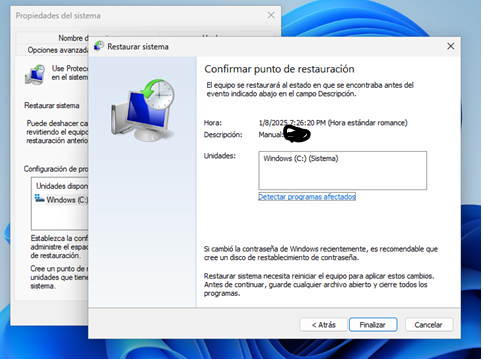 Propiedades del sistema
Nombre de
Opciones avanzada
Use Protecc
en el sistem
Restaurar sistema
Puede deshacer ca
revirtiendo el equipo
restauración anterio
Configuración de pro
Unidades dispon
Windows (C:)
Establezca la confi
administre el espac
de restauración.
Cree un punto de r
unidades que tiene
sistema.
Restaurar sistema
Confirmar punto de restauración
El equipo se restaurará al estado en que se encontraba antes del
evento indicado abajo en el campo Descripción.
Hora: 1/8/2025 7:26:20 PM (Hora estándar romance)
Descripción: Manual:
Unidades: Windows (C:) (Sistema)
Detectar programas afectados
Si cambió la contraseña de Windows recientemente, es recomendable que
cree un disco de restablecimiento de contraseña.
Restaurar sistema necesita reiniciar el equipo para aplicar estos cambios.
Antes de continuar, guarde cualquier archivo abierto y cierre todos los
programas.
< Atrás Finalizar Cancelar